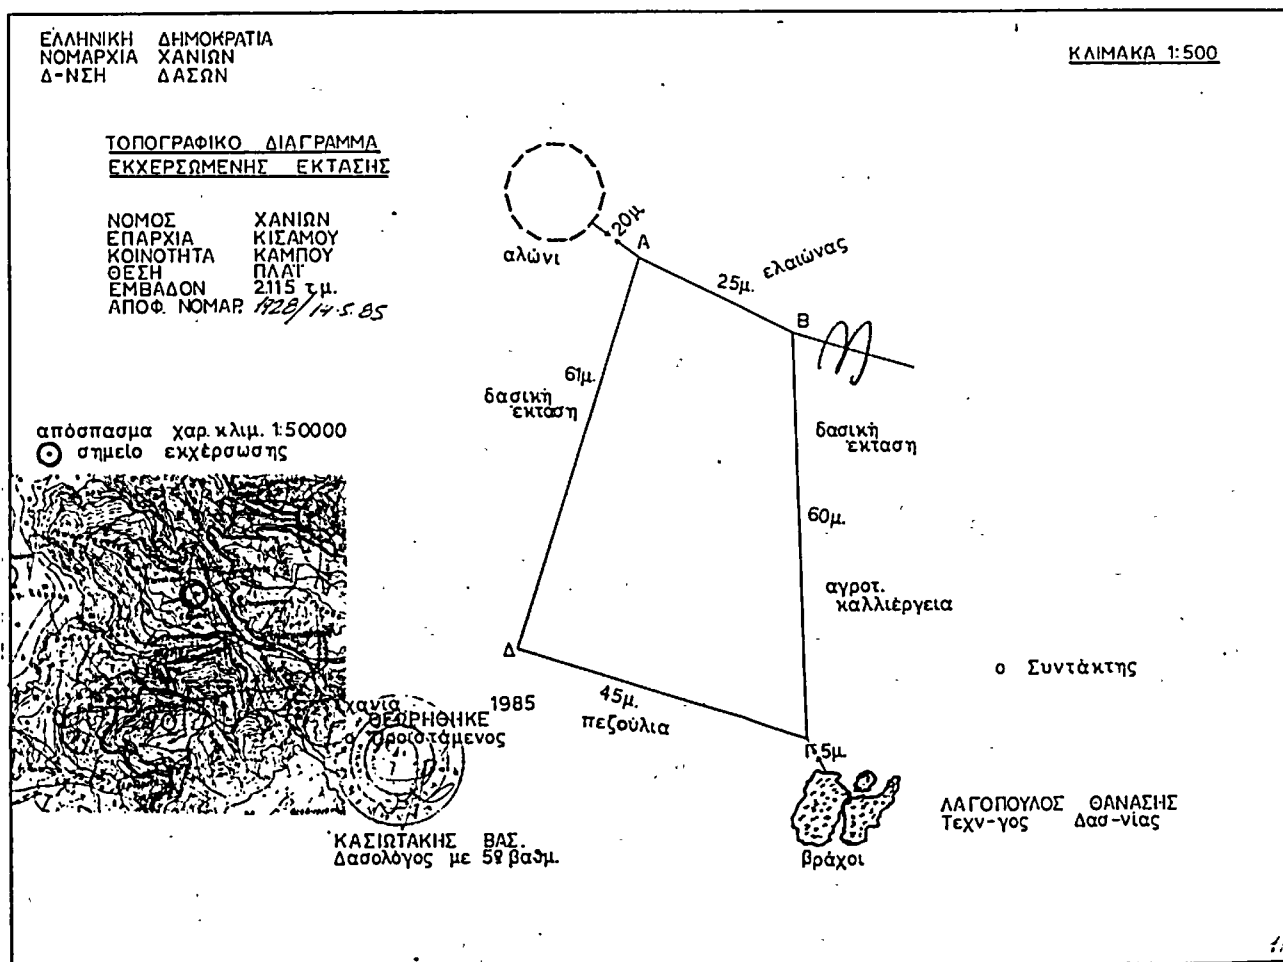 ΕΛΛΗΝΙΚΗ ΔΗΜΟΚΡΑΤΙΑ
ΝΟΜΑΡΧΙΑ ΧΑΝΙΩΝ
Δ-ΝΣΗ ΔΑΣΩΝ
ΚΛΙΜΑΚΑ 1:500
ΤΟΠΟΓΡΑΦΙΚΟ ΔΙΑΓΡΑΜΜΑ
ΕΚΧΕΡΣΩΜΕΝΗΣ ΕΚΤΑΣΗΣ
ΝΟΜΟΣ ΧΑΝΙΩΝ
ΕΠΑΡΧΙΑ ΚΙΣΑΜΟΥ
ΚΟΙΝΟΤΗΤΑ ΚΑΜΠΟΥ
ΘΕΣΗ ΠΛΑΪ
ΕΜΒΑΔΟΝ 2.115 τ.μ.
ΑΠΟΦ. ΝΟΜΑΡ. 1928/14-5-85
αλώνι
20μ.
Α
25μ.
ελαιώνας
Β
61μ.
δασική
έκταση
δασική
έκταση
60μ.
αγροτ.
καλλιέργεια
Δ
45μ.
πεζούλια
Γ
5μ.
βράχοι
απόσπασμα χαρ. κλιμ. 1:50000
σημείο εκχέρσωσης
χανιά 1985
ΘΕΩΡΗΘΗΚΕ
ο προϊστάμενος
ΚΑΣΙΩΤΑΚΗΣ ΒΑΣ.
Δασολόγος με 5º βαθμ.
ο Συντάκτης
ΛΑΓΟΠΟΥΛΟΣ ΘΑΝΑΣΗΣ
Τεχν-γος Δασ-νίας